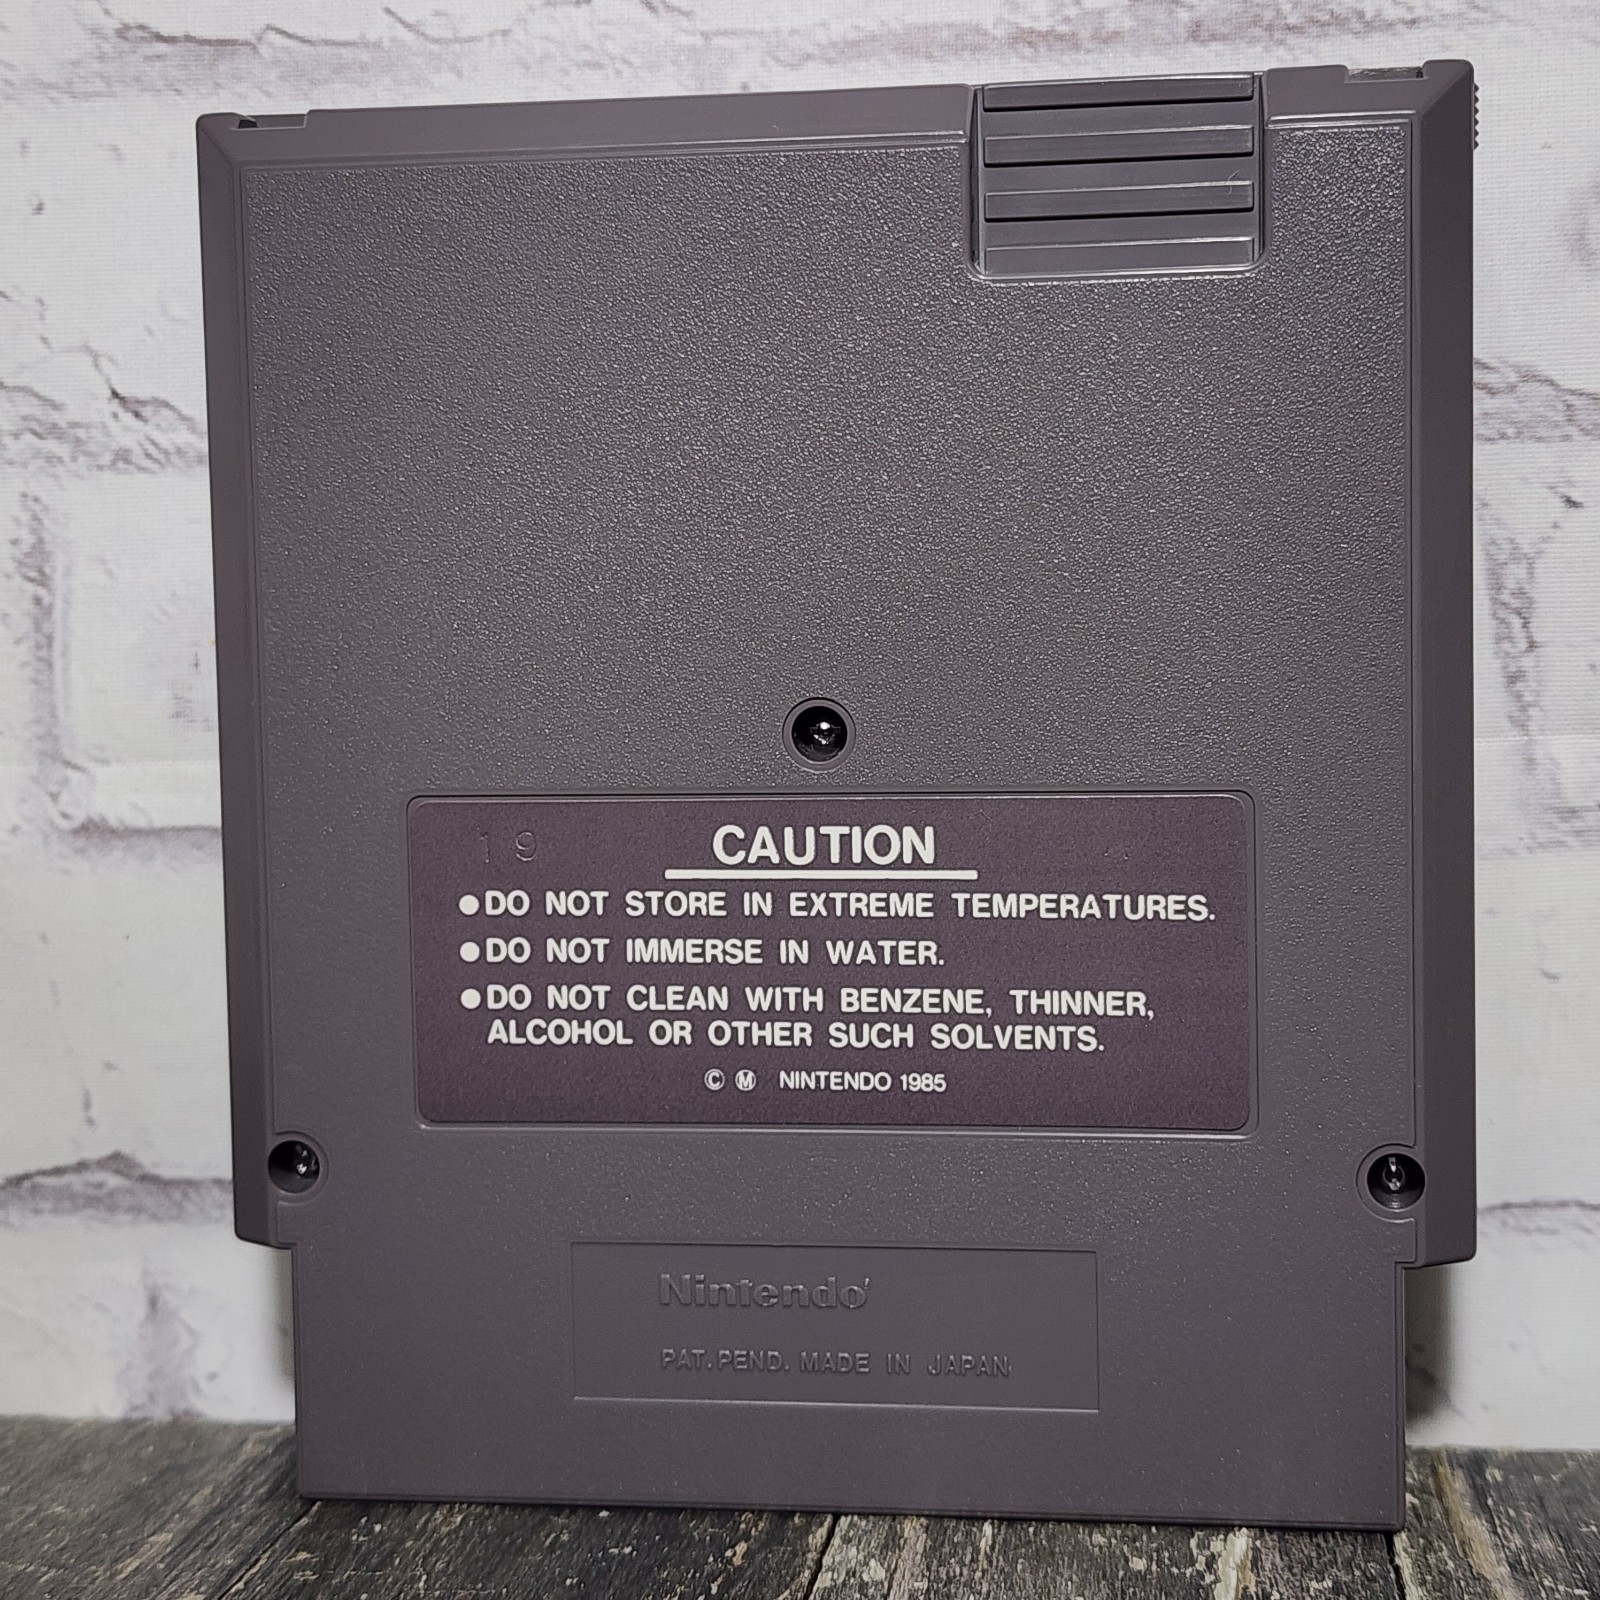 19
CAUTION
●DO NOT STORE IN EXTREME TEMPERATURES.
●DO NOT IMMERSE IN WATER.
●DO NOT CLEAN WITH BENZENE, THINNER,
ALCOHOL OR OTHER SUCH SOLVENTS.
© Ⓜ NINTENDO 1985
Nintendo
PAT. PEND. MADE IN JAPAN